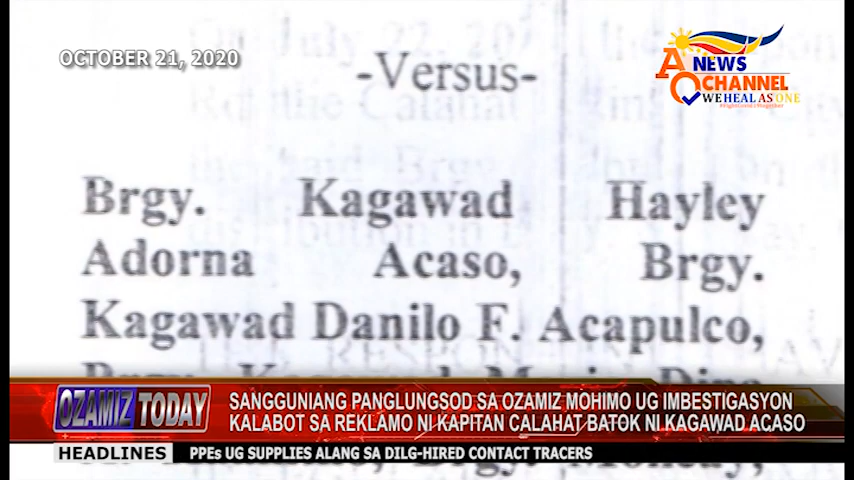 OCTOBER 21, 2020
A NEWS
CHANNEL
WE HEAL AS ONE
-Versus-
Brgy. Kagawad Hayley
Adorna Acaso, Brgy.
Kagawad Danilo F. Acapulco,
OZAMIZ TODAY
SANGGUNIANG PANGLUNGSOD SA OZAMIZ MOHIMO UG IMBESTIGASYON
KALABOT SA REKLAMO NI KAPITAN CALAHAT BATOK NI KAGAWAD ACASO
HEADLINES
PPEs UG SUPPLIES ALANG SA DILG-HIRED CONTACT TRACERS